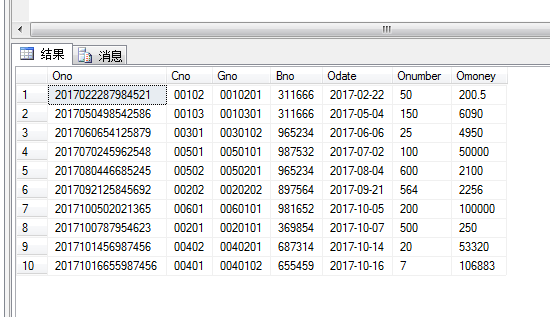 结果 消息
Ono Cno Gno Bno Odate Onumber Omoney
1 2017022287984521 00102 0010201 311666 2017-02-22 50 200.5
2 2017050498542586 00103 0010301 311666 2017-05-04 150 6090
3 2017060654125879 00301 0030102 965234 2017-06-06 25 4950
4 2017070245962548 00501 0050101 987532 2017-07-02 100 50000
5 2017080446685245 00502 0050201 965234 2017-08-04 600 2100
6 2017092125845692 00202 0020202 897564 2017-09-21 564 2256
7 2017100502021365 00601 0060101 981652 2017-10-05 200 100000
8 2017100787954623 00201 0020101 369854 2017-10-07 500 250
9 2017101456987456 00402 0040201 687314 2017-10-14 20 53320
10 20171016655987456 00401 0040102 655459 2017-10-16 7 106883